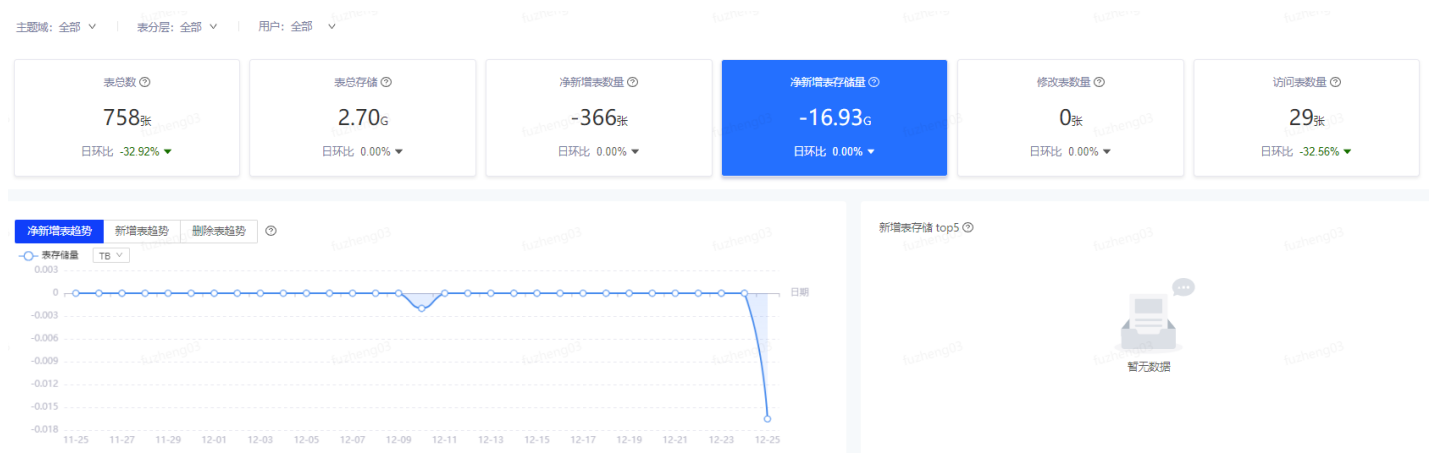 主题域: 全部 表分层: 全部 用户: 全部
表总数
758张
日环比 -32.92%
表总存储
2.70G
日环比 0.00%
净新增表数量
-366张
日环比 0.00%
净新增表存储量
-16.93G
日环比 0.00%
修改表数量
0张
日环比 0.00%
访问表数量
29张
日环比 -32.56%
净新增表趋势 新增表趋势 删除表趋势
表存储量 TB
0.003
0
-0.003
-0.006
-0.009
-0.012
-0.015
-0.018
日期
11-25 11-27 11-29 12-01 12-03 12-05 12-07 12-09 12-11 12-13 12-15 12-17 12-19 12-21 12-23 12-25
新增表存储 top5
暂无数据
fuzheng03